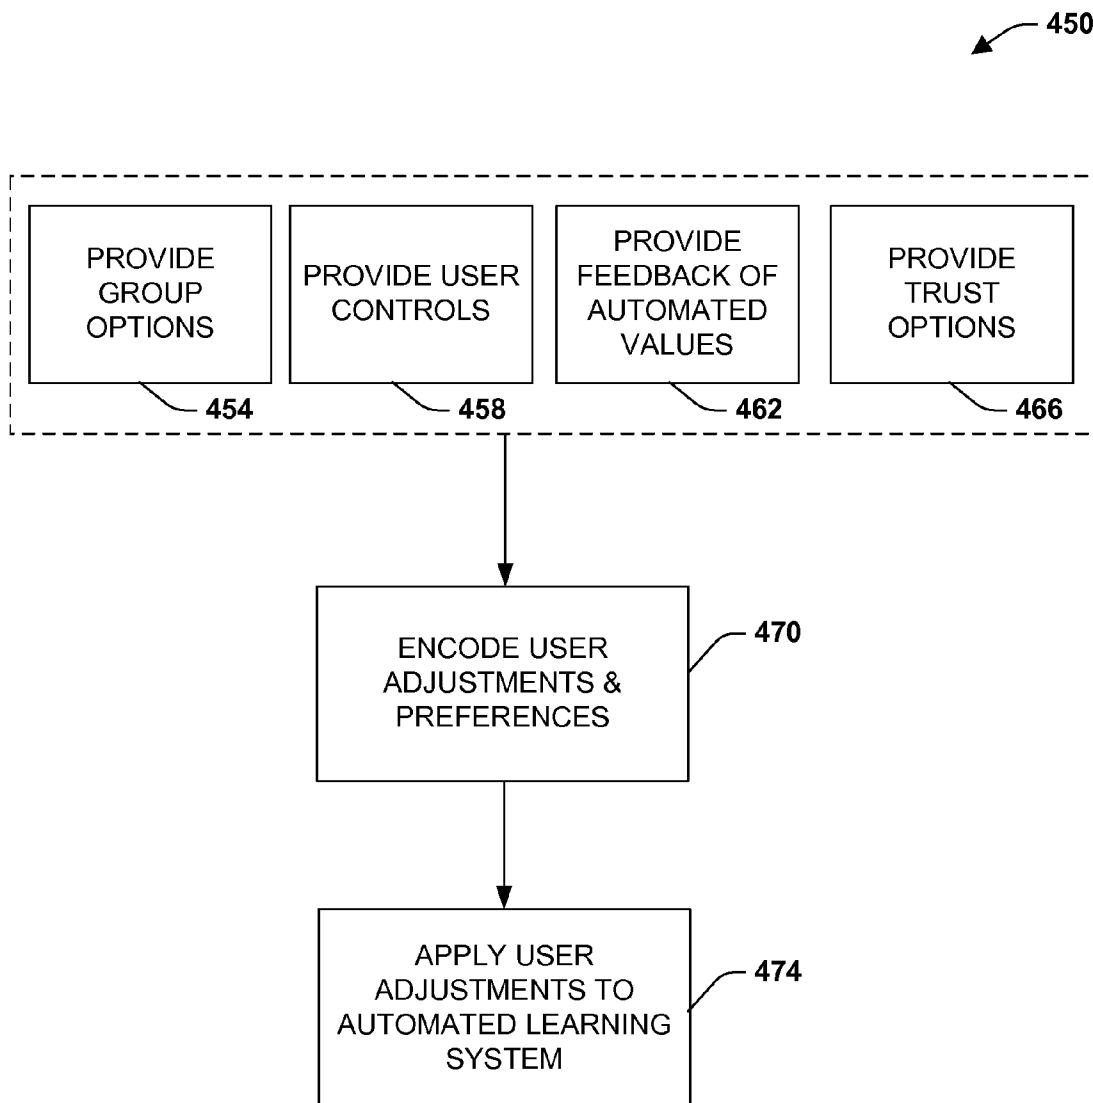 450
PROVIDE
GROUP
OPTIONS
454
PROVIDE USER
CONTROLS
458
PROVIDE
FEEDBACK OF
AUTOMATED
VALUES
462
PROVIDE
TRUST
OPTIONS
466
ENCODE USER
ADJUSTMENTS &
PREFERENCES
470
APPLY USER
ADJUSTMENTS TO
AUTOMATED LEARNING
SYSTEM
474